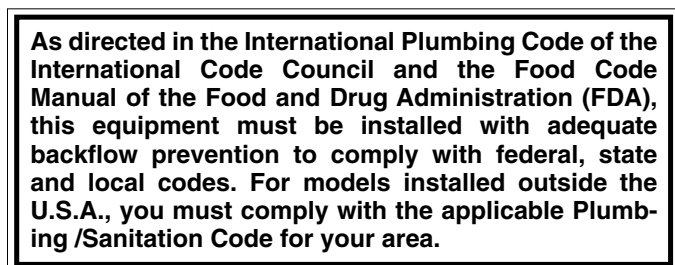 As directed in the International Plumbing Code of the
International Code Council and the Food Code
Manual of the Food and Drug Administration (FDA),
this equipment must be installed with adequate
backflow prevention to comply with federal, state
and local codes. For models installed outside the
U.S.A., you must comply with the applicable Plumb-
ing /Sanitation Code for your area.